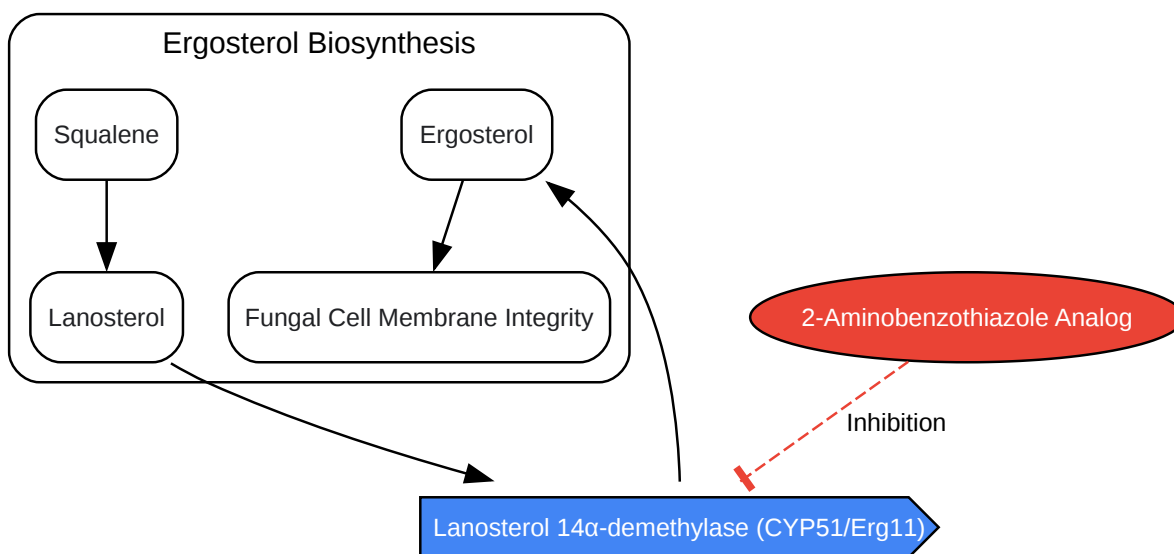 Ergosterol Biosynthesis
Squalene
Ergosterol
Lanosterol
Fungal Cell Membrane Integrity
2-Aminobenzothiazole Analog
Inhibition
Lanosterol 14α-demethylase (CYP51/Erg11)